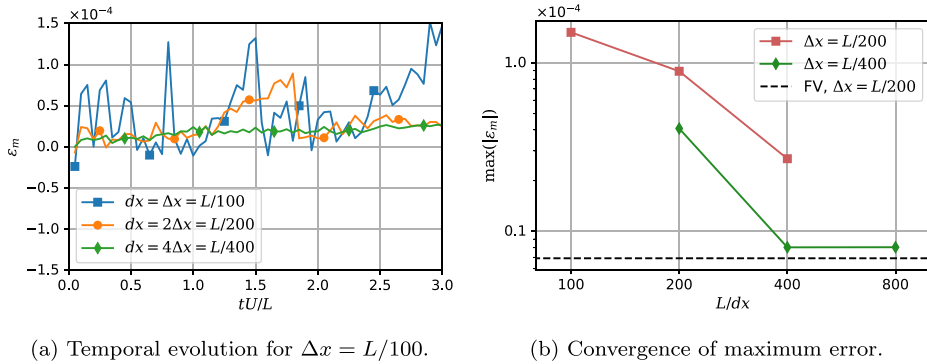 ×10⁻⁴
1.5
1.0
0.5
0.0
−0.5
−1.0
−1.5
εₘ
dx = Δx = L/100
dx = 2Δx = L/200
dx = 4Δx = L/400
0.0 0.5 1.0 1.5 2.0 2.5 3.0
tU/L
(a) Temporal evolution for Δx = L/100.
×10⁻⁴
1.0
0.1
max(|εₘ|)
Δx = L/200
Δx = L/400
FV, Δx = L/200
100 200 400 800
L/dx
(b) Convergence of maximum error.